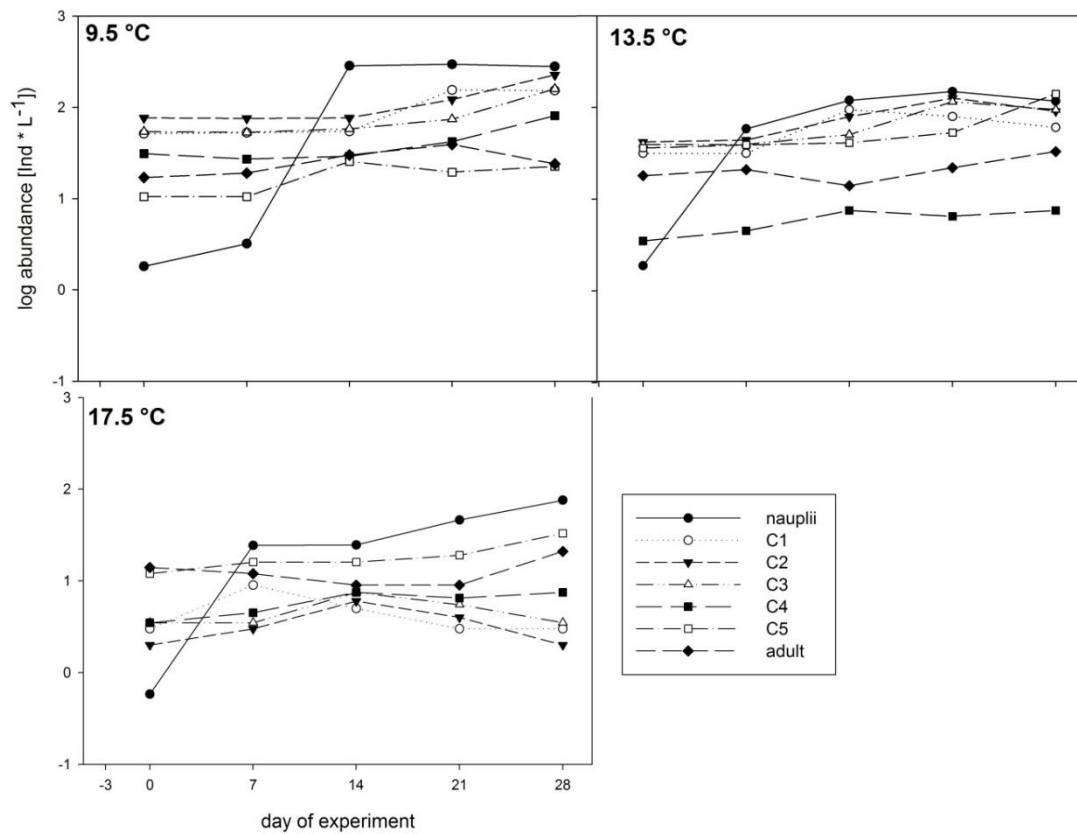 9.5 °C
13.5 °C
3
2
1
0
-1
log abundance [Ind * L⁻¹])
17.5 °C
3
2
1
0
-1
-3 0 7 14 21 28
day of experiment
nauplii
C1
C2
C3
C4
C5
adult